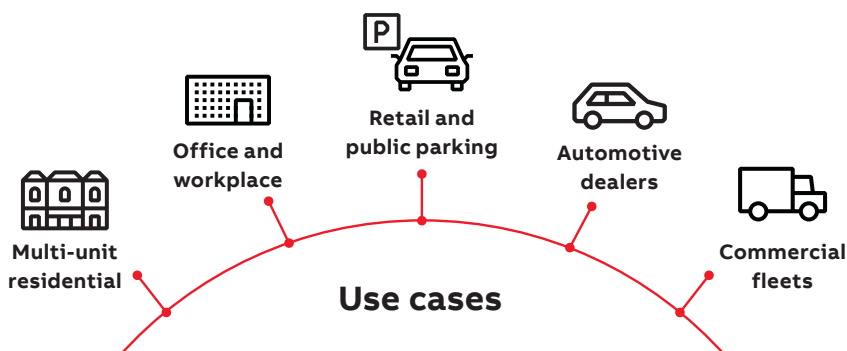 P
Retail and
public parking
Office and
workplace
Automotive
dealers
Multi-unit
residential
Commercial
fleets
Use cases